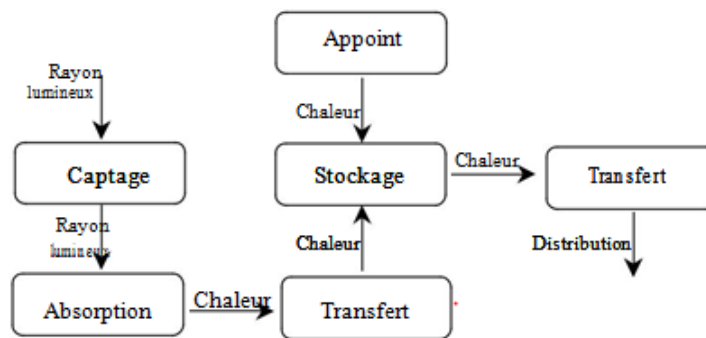 Appoint
Rayon
lumineux
Chaleur
Captage
Stockage
Chaleur
Transfert
Rayon
lumineux
Chaleur
Distribution
Absorption
Chaleur
Transfert